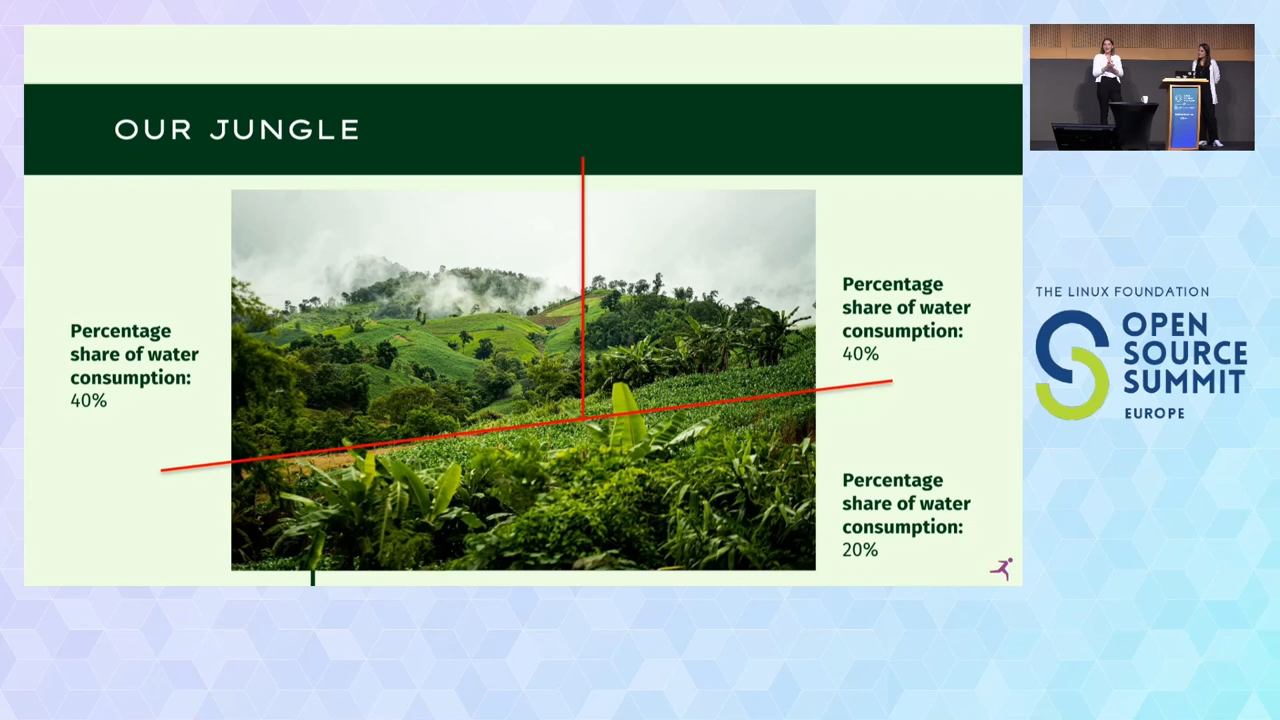 OUR JUNGLE
Percentage
share of water
consumption:
40%
Percentage
share of water
consumption:
40%
Percentage
share of water
consumption:
20%
THE LINUX FOUNDATION
OPEN
SOURCE
SUMMIT
EUROPE